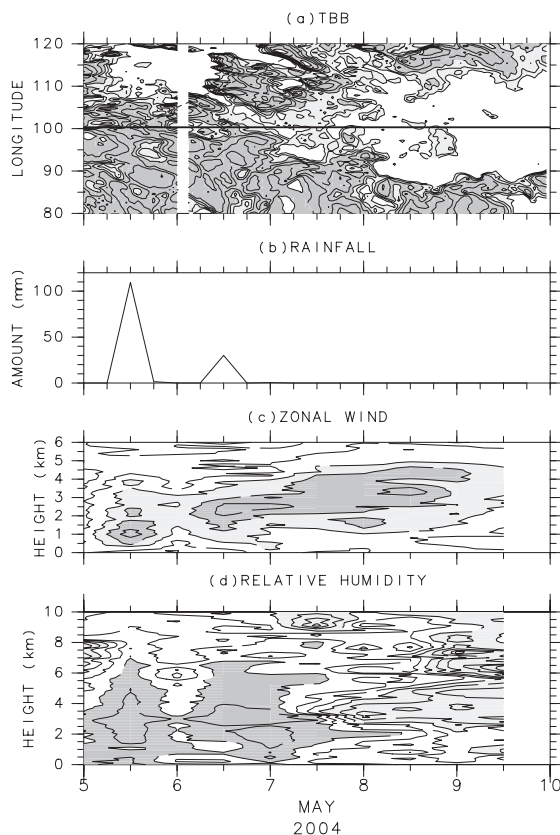 (a)TBB
120
110
100
90
80
LONGITUDE
(b)RAINFALL
100
50
0
AMOUNT (mm)
(c)ZONAL WIND
6
5
4
3
2
1
0
HEIGHT (km)
(d)RELATIVE HUMIDITY
10
8
6
4
2
0
HEIGHT (km)
5 6 7 8 9 10
MAY
2004